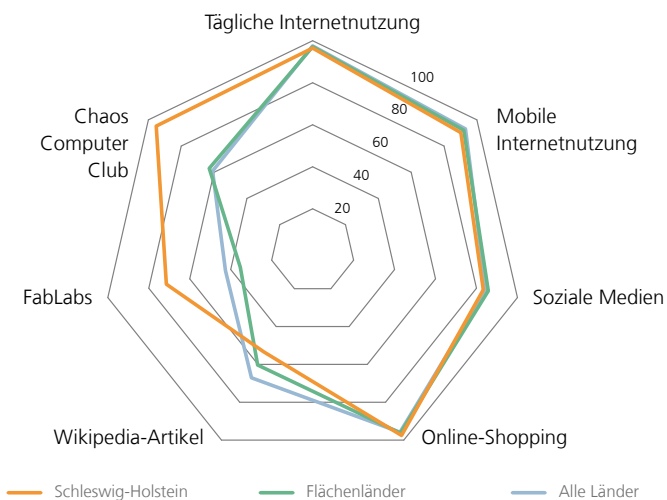 Tägliche Internetnutzung
100
80
60
40
20
Mobile
Internetnutzung
Chaos
Computer
Club
FabLabs
Soziale Medien
Wikipedia-Artikel
Online-Shopping
Schleswig-Holstein
Flächenländer
Alle Länder